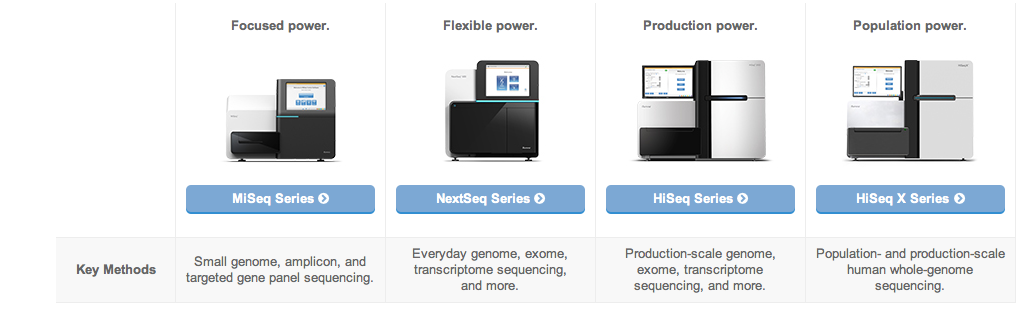 Focused power.
Flexible power.
Production power.
Population power.
MiSeq Series
NextSeq Series
HiSeq Series
HiSeq X Series
Key Methods
Small genome, amplicon, and
targeted gene panel sequencing.
Everyday genome, exome,
transcriptome sequencing,
and more.
Production-scale genome,
exome, transcriptome
sequencing, and more.
Population- and production-scale
human whole-genome
sequencing.